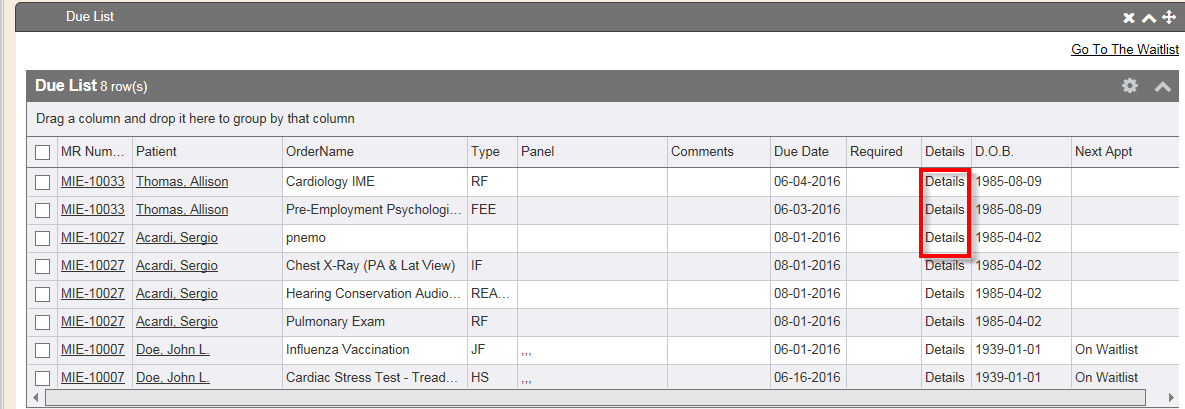 Due List
Go To The Waitlist
Due List 8 row(s)
Drag a column and drop it here to group by that column
MR Num... Patient OrderName Type Panel Comments Due Date Required Details D.O.B. Next Appt
MIE-10033 Thomas, Allison Cardiology IME RF 06-04-2016 Details 1985-08-09
MIE-10033 Thomas, Allison Pre-Employment Psychologi... FEE 06-03-2016 Details 1985-08-09
MIE-10027 Acardi, Sergio pnemo 08-01-2016 Details 1985-04-02
MIE-10027 Acardi, Sergio Chest X-Ray (PA & Lat View) IF 08-01-2016 Details 1985-04-02
MIE-10027 Acardi, Sergio Hearing Conservation Audio... REA... 08-01-2016 Details 1985-04-02
MIE-10027 Acardi, Sergio Pulmonary Exam RF 08-01-2016 Details 1985-04-02
MIE-10007 Doe, John L. Influenza Vaccination JF ,,, 06-01-2016 Details 1939-01-01 On Waitlist
MIE-10007 Doe, John L. Cardiac Stress Test - Tread... HS ,,, 06-16-2016 Details 1939-01-01 On Waitlist